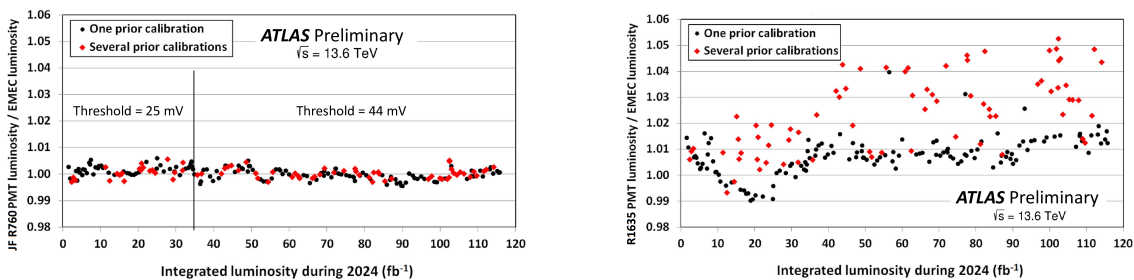 JF R760 PMT luminosity / EMEC luminosity
1.06
1.05
1.04
1.03
1.02
1.01
1.00
0.99
0.98
One prior calibration
Several prior calibrations
ATLAS Preliminary
√s = 13.6 TeV
Threshold = 25 mV
Threshold = 44 mV
0 10 20 30 40 50 60 70 80 90 100 110 120
Integrated luminosity during 2024 (fb⁻¹)
R1635 PMT luminosity / EMEC luminosity
1.06
1.05
1.04
1.03
1.02
1.01
1.00
0.99
0.98
One prior calibration
Several prior calibrations
ATLAS Preliminary
√s = 13.6 TeV
0 10 20 30 40 50 60 70 80 90 100 110 120
Integrated luminosity during 2024 (fb⁻¹)